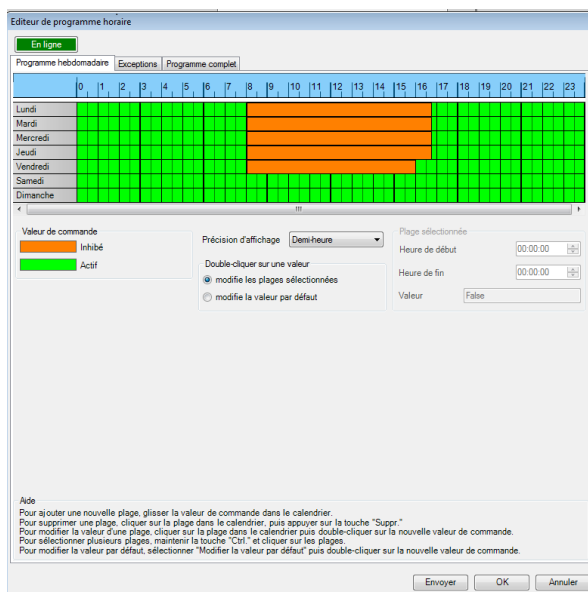 Editeur de programme horaire
En ligne
Programme hebdomadaire Exceptions Programme complet
0 1 2 3 4 5 6 7 8 9 10 11 12 13 14 15 16 17 18 19 20 21 22 23
Lundi
Mardi
Mercredi
Jeudi
Vendredi
Samedi
Dimanche
Valeur de commande
Inhibé
Actif
Précision d'affichage Demi-heure
Double-cliquer sur une valeur
modifie les plages sélectionnées
modifie la valeur par défaut
Plage sélectionnée
Heure de début 00:00:00
Heure de fin 00:00:00
Valeur False
Aide
Pour ajouter une nouvelle plage, glisser la valeur de commande dans le calendrier.
Pour supprimer une plage, cliquer sur la plage dans le calendrier, puis appuyer sur la touche "Suppr."
Pour modifier la valeur d'une plage, cliquer sur la plage dans le calendrier puis double-cliquer sur la nouvelle valeur de commande.
Pour sélectionner plusieurs plages, maintenir la touche "Ctrl." et cliquer sur les plages.
Pour modifier la valeur par défaut, sélectionner "Modifier la valeur par défaut" puis double-cliquer sur la nouvelle valeur de commande.
Envoyer OK Annuler